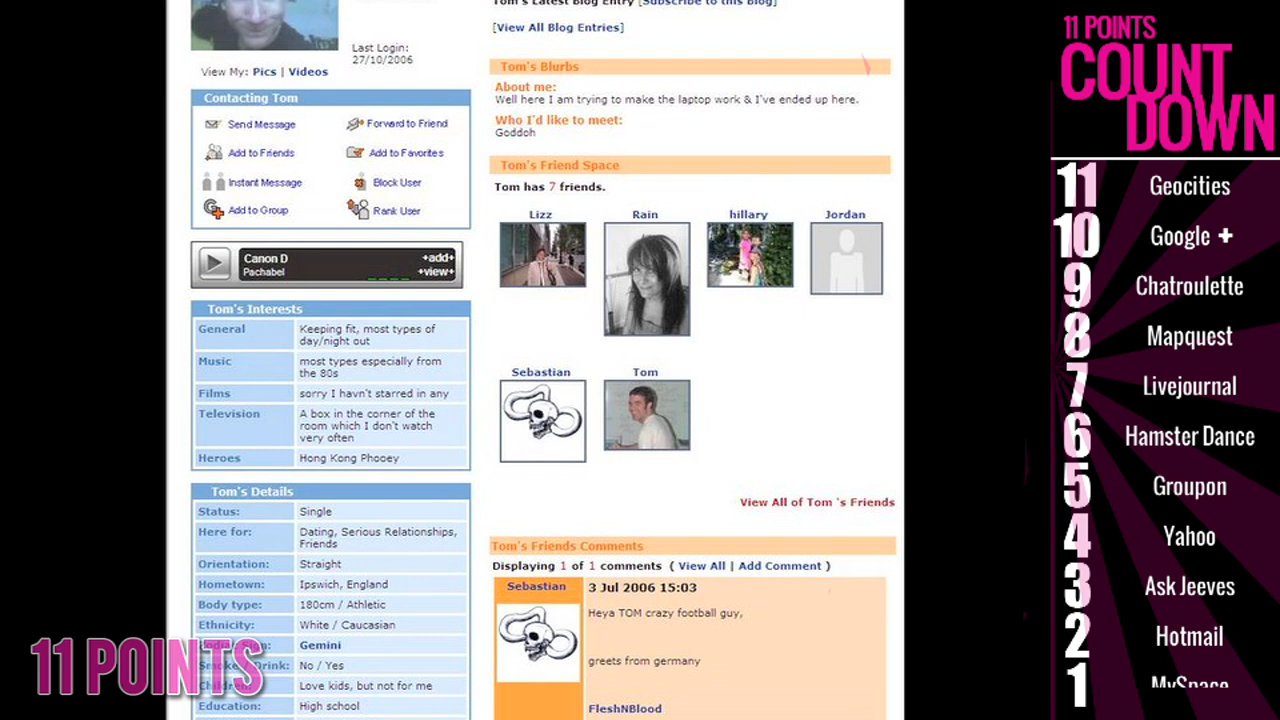 Tom's Latest Blog Entry [Subscribe to this Blog]
[View All Blog Entries]
Last Login:
27/10/2006
View My: Pics | Videos
Contacting Tom
Send Message
Forward to Friend
Add to Friends
Add to Favorites
Instant Message
Block User
Add to Group
Rank User
Canon D
Pachabel
+add+
+view+
Tom's Interests
General
Keeping fit, most types of
day/night out
Music
most types especially from
the 80s
Films
sorry I havn't starred in any
Television
A box in the corner of the
room which I don't watch
very often
Heroes
Hong Kong Phooey
Tom's Details
Status: Single
Here for: Dating, Serious Relationships,
Friends
Orientation: Straight
Hometown: Ipswich, England
Body type: 180cm / Athletic
Ethnicity: White / Caucasian
Zodiac Sign: Gemini
Smoke / Drink: No / Yes
Children: Love kids, but not for me
Education: High school
Tom's Blurbs
About me:
Well here I am trying to make the laptop work & I've ended up here.
Who I'd like to meet:
Goddoh
Tom's Friend Space
Tom has 7 friends.
Lizz
Rain
hillary
Jordan
Sebastian
Tom
View All of Tom 's Friends
Tom's Friends Comments
Displaying 1 of 1 comments ( View All | Add Comment )
Sebastian
3 Jul 2006 15:03
Heya TOM crazy football guy,
greets from germany
FleshNBlood
11 POINTS
11 POINTS
COUNT
DOWN
11 Geocities
10 Google +
9 Chatroulette
8 Mapquest
7 Livejournal
6 Hamster Dance
5 Groupon
4 Yahoo
3 Ask Jeeves
2 Hotmail
1 MySpace